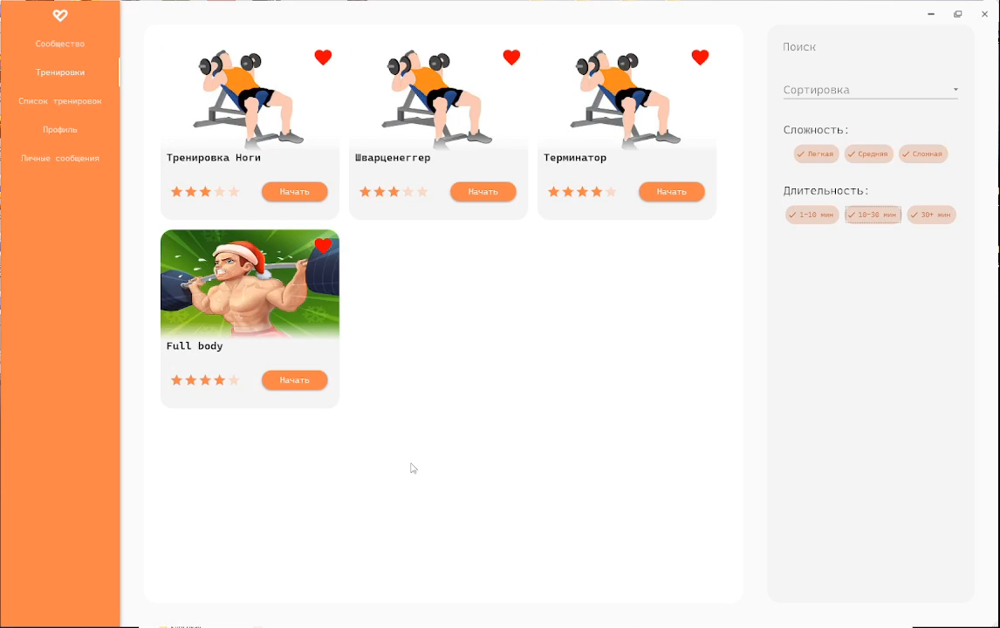 Сообщество
Тренировки
Список тренировок
Профиль
Личные сообщения
Тренировка Ноги
Начать
Шварценеггер
Начать
Терминатор
Начать
Full body
Начать
Поиск
Сортировка
Сложность:
Легкая
Средняя
Сложная
Длительность:
1-10 мин
10-30 мин
30+ мин